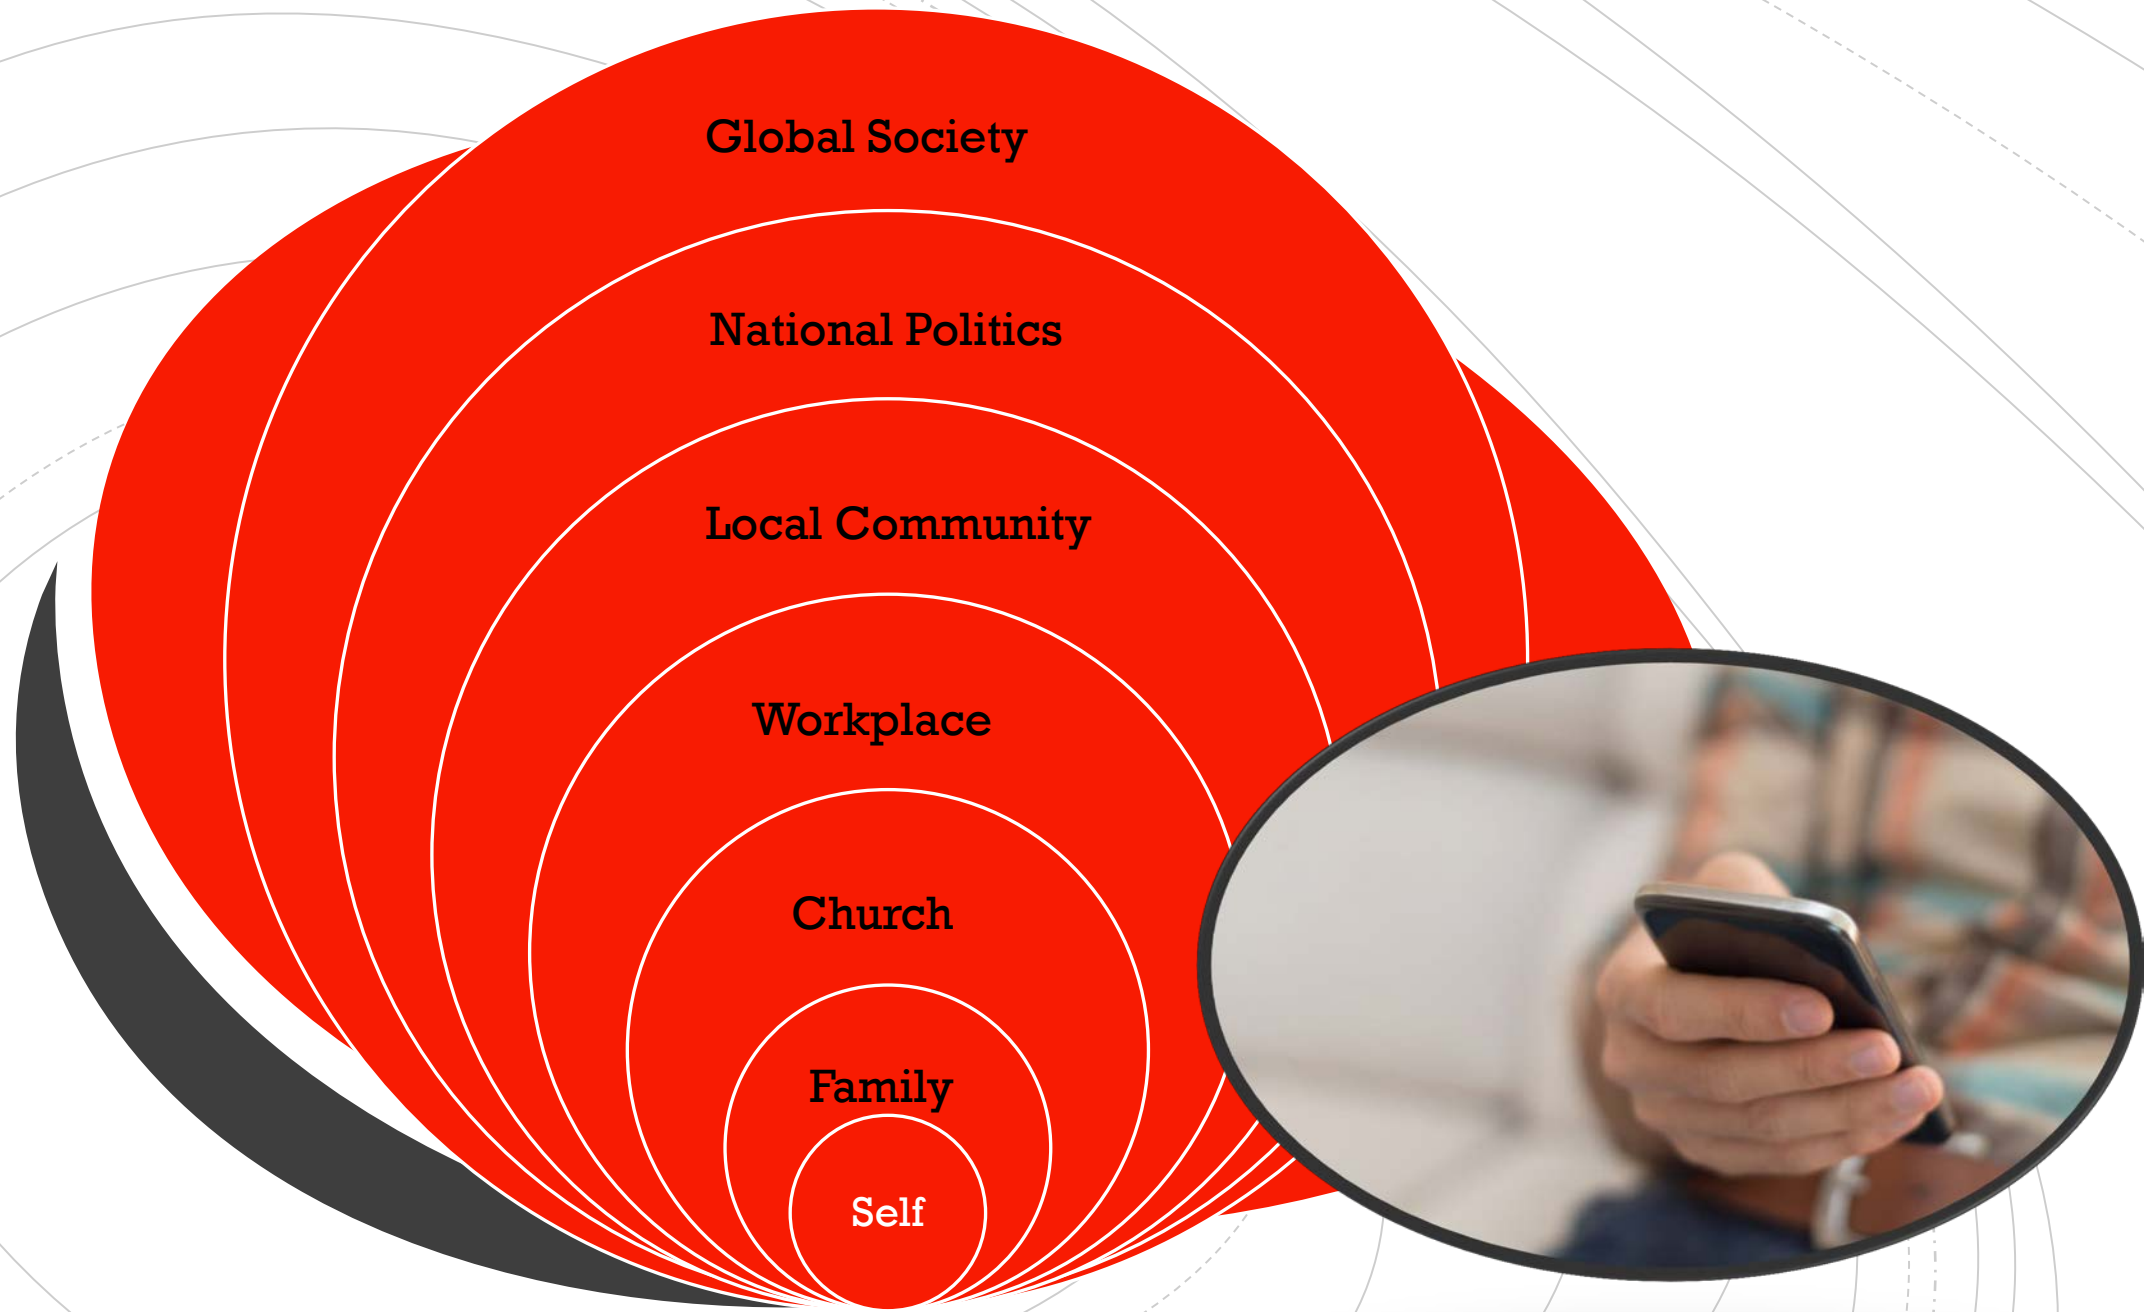 Global Society
National Politics
Local Community
Workplace
Church
Family
Self